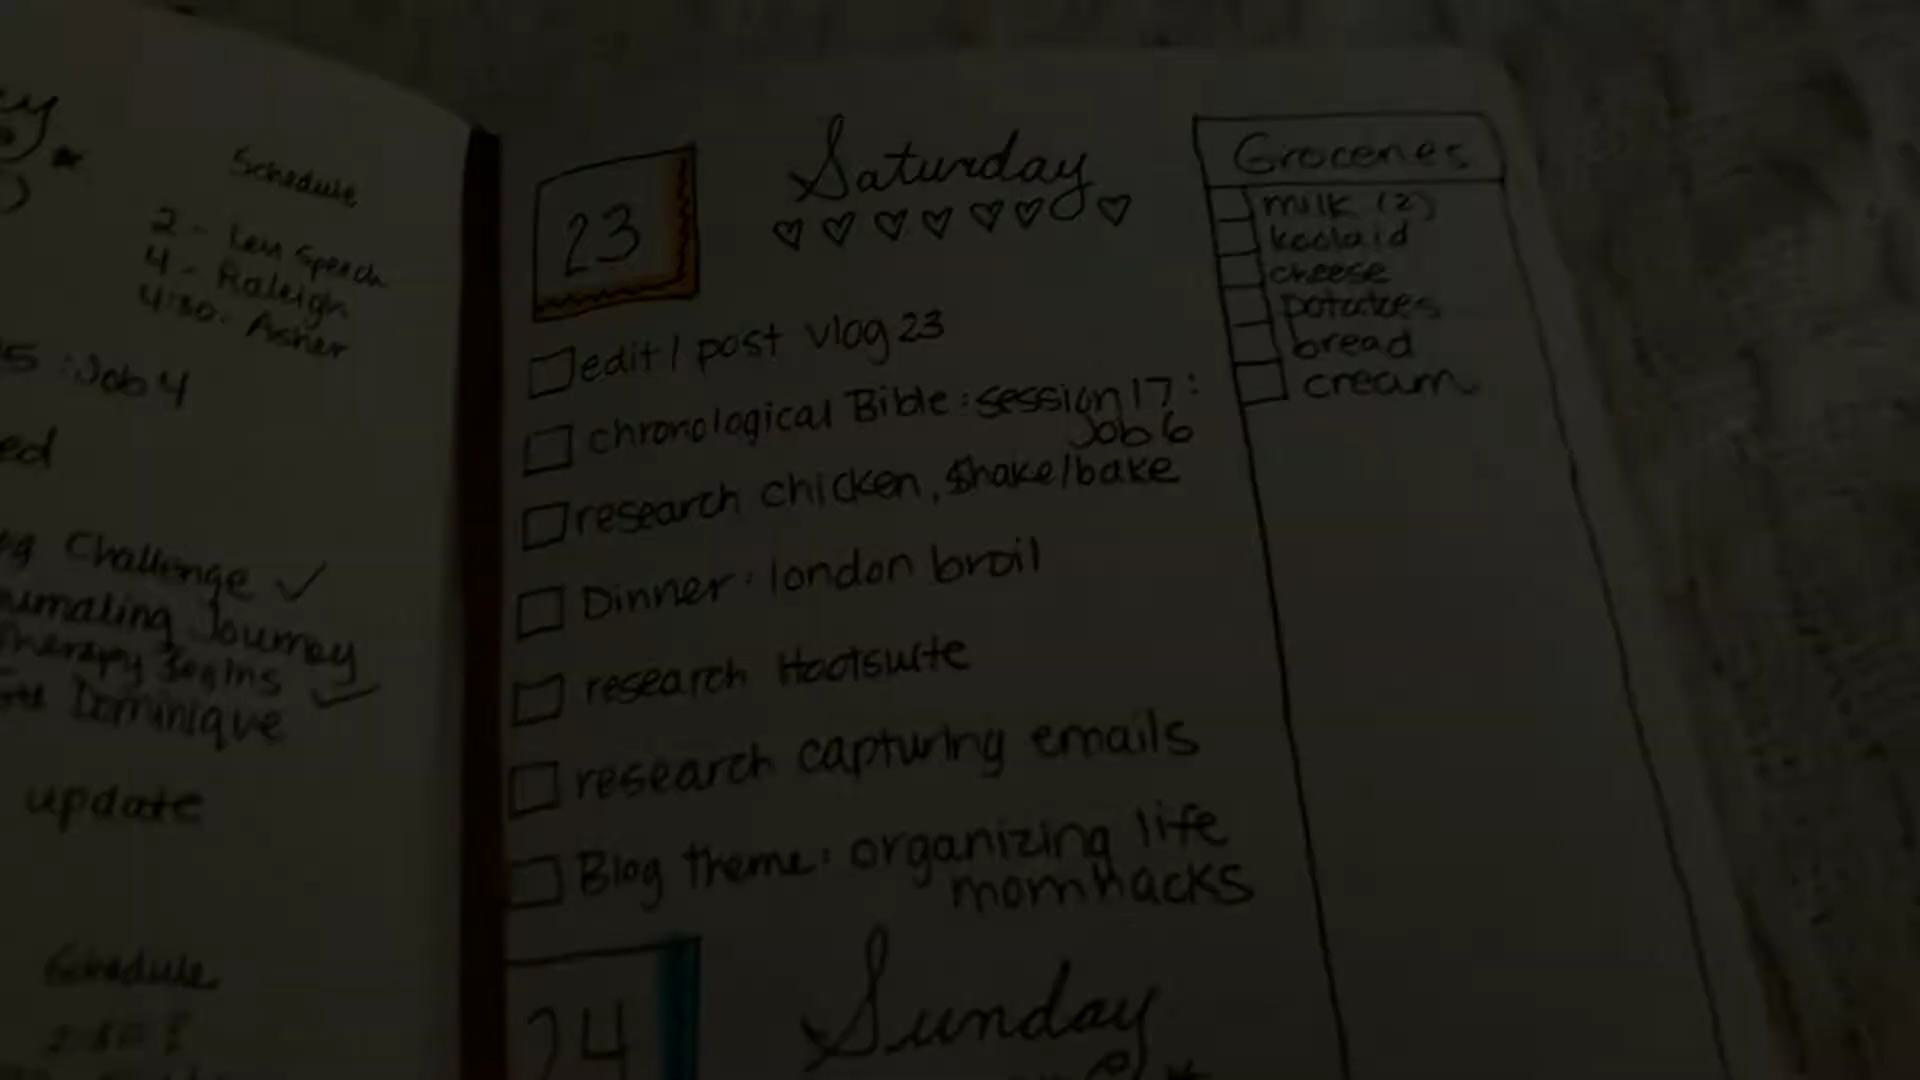 Schedule
2 - Levi Speech
4 - Raleigh
4:30 - Asher
5 : Job 4
Challenge ✓
Journey
Therapy Begins
Dominique
update
Schedule
23
Saturday
edit / post vlog 23
chronological Bible : session 17 :
Job 6
research chicken, shake/bake
Dinner : london broil
research Hootsuite
research capturing emails
Blog theme: organizing life
momhacks
Groceries
milk (2)
koolaid
cheese
potatoes
bread
cream
24
Sunday